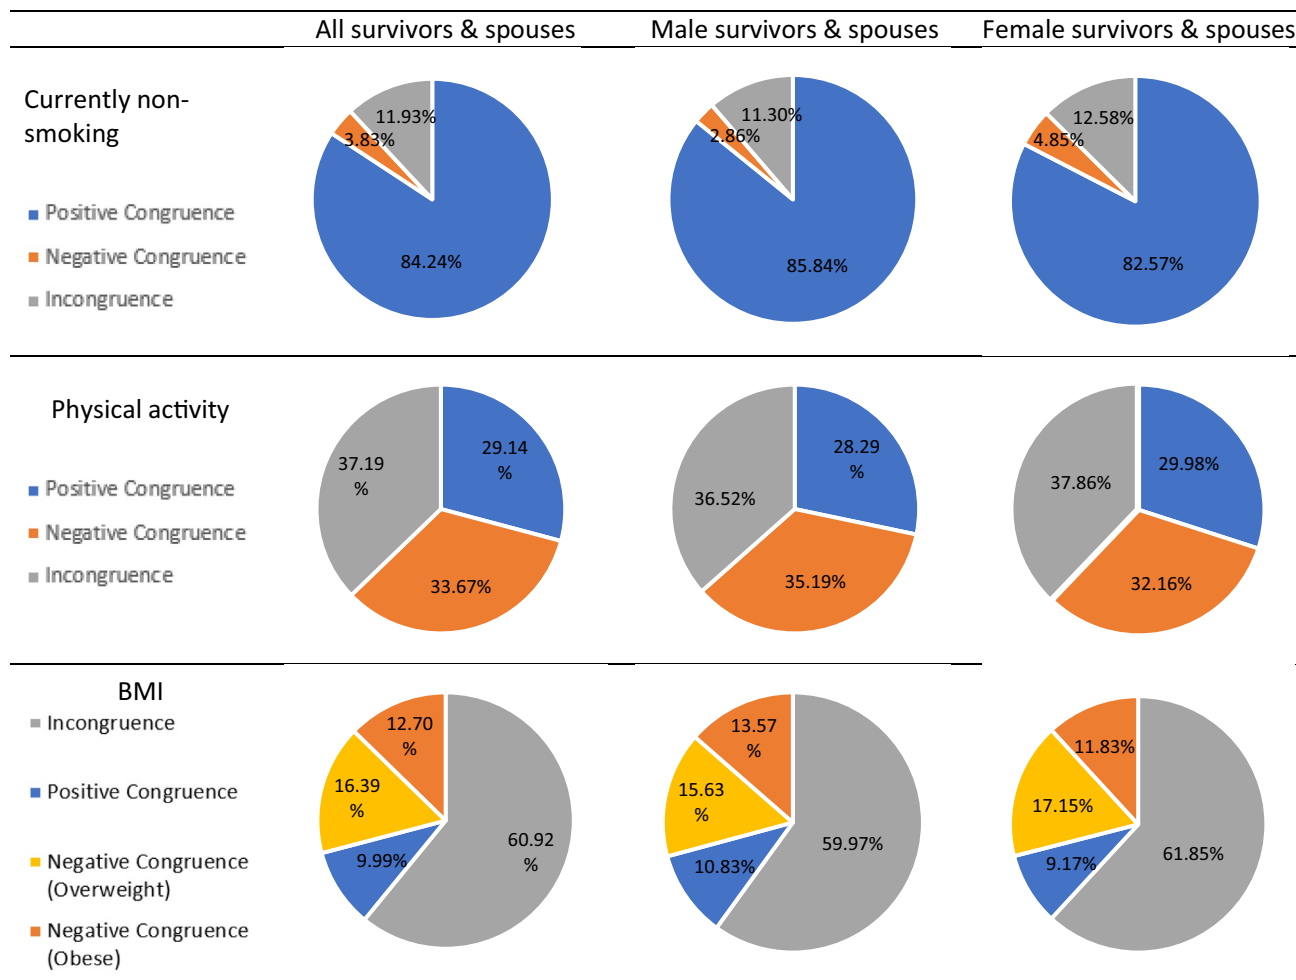 All survivors & spouses
Male survivors & spouses
Female survivors & spouses
Currently non-
smoking
Positive Congruence
Negative Congruence
Incongruence
11.93%
3.83%
84.24%
11.30%
2.86%
85.84%
12.58%
4.85%
82.57%
Physical activity
Positive Congruence
Negative Congruence
Incongruence
37.19
%
29.14
%
33.67%
36.52%
28.29
%
35.19%
37.86%
29.98%
32.16%
BMI
Incongruence
Positive Congruence
Negative Congruence
(Overweight)
Negative Congruence
(Obese)
12.70
%
16.39
%
9.99%
60.92
%
13.57
%
15.63
%
10.83%
59.97%
11.83%
17.15%
9.17%
61.85%